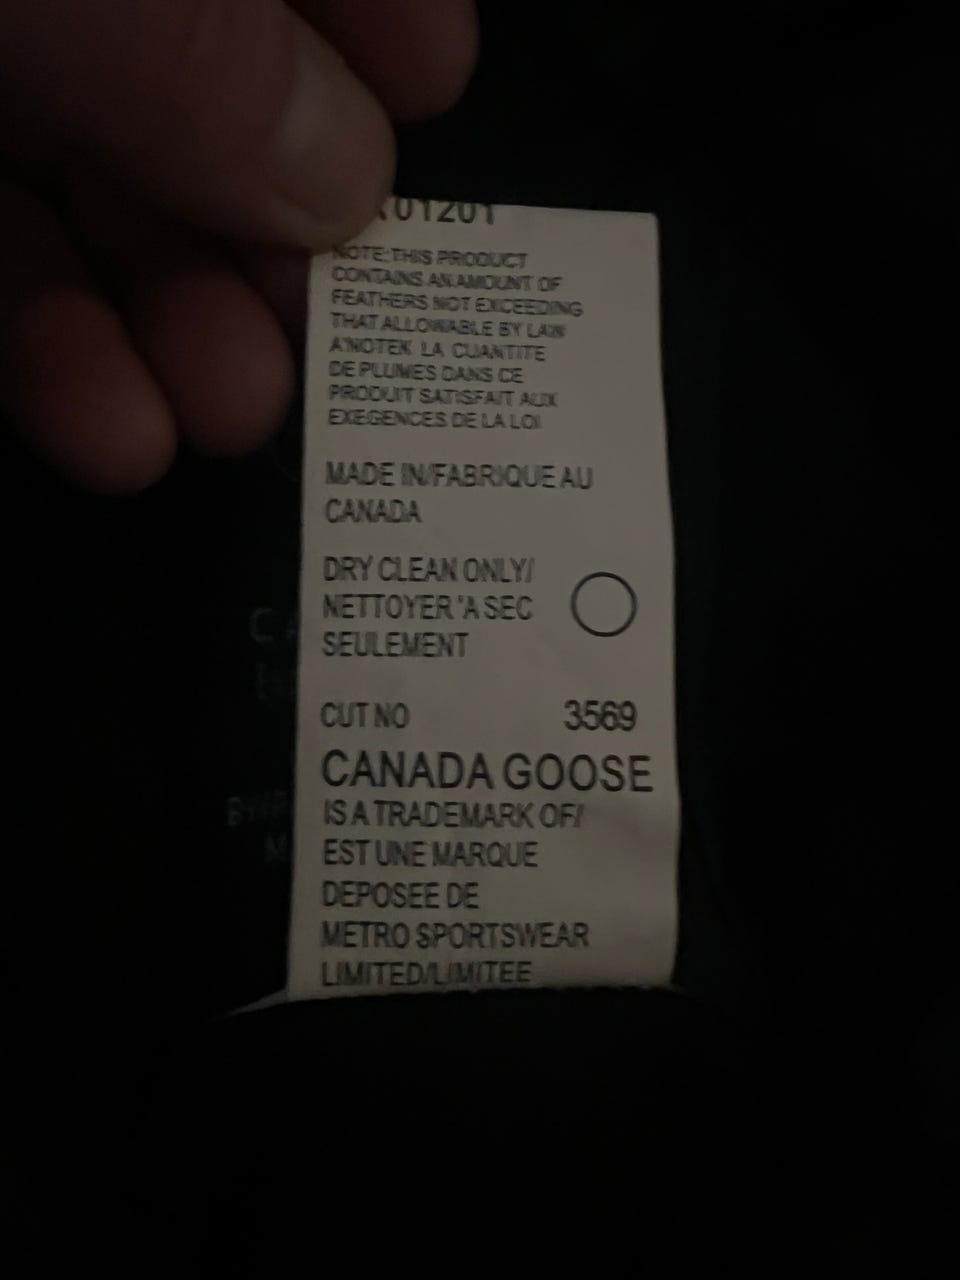 01201
NOTE:THIS PRODUCT
CONTAINS AN AMOUNT OF
FEATHERS NOT EXCEEDING
THAT ALLOWABLE BY LAW
A'NOTEK LA CUANTITE
DE PLUMES DANS CE
PRODUIT SATISFAIT AUX
EXEGENCES DE LA LOI
MADE IN/FABRIQUE AU
CANADA
DRY CLEAN ONLY/
NETTOYER 'A SEC
SEULEMENT
CUT NO 3569
CANADA GOOSE
IS A TRADEMARK OF/
EST UNE MARQUE
DEPOSEE DE
METRO SPORTSWEAR
LIMITED/LIMITEE